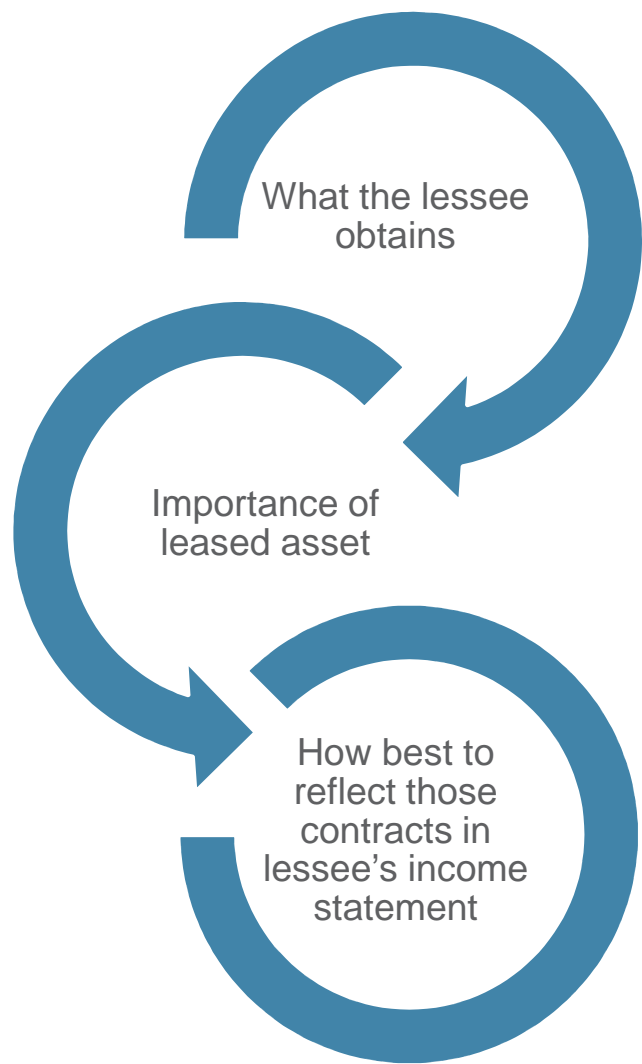 What the lessee
obtains
Importance of
leased asset
How best to
reflect those
contracts in
lessee’s income
statement